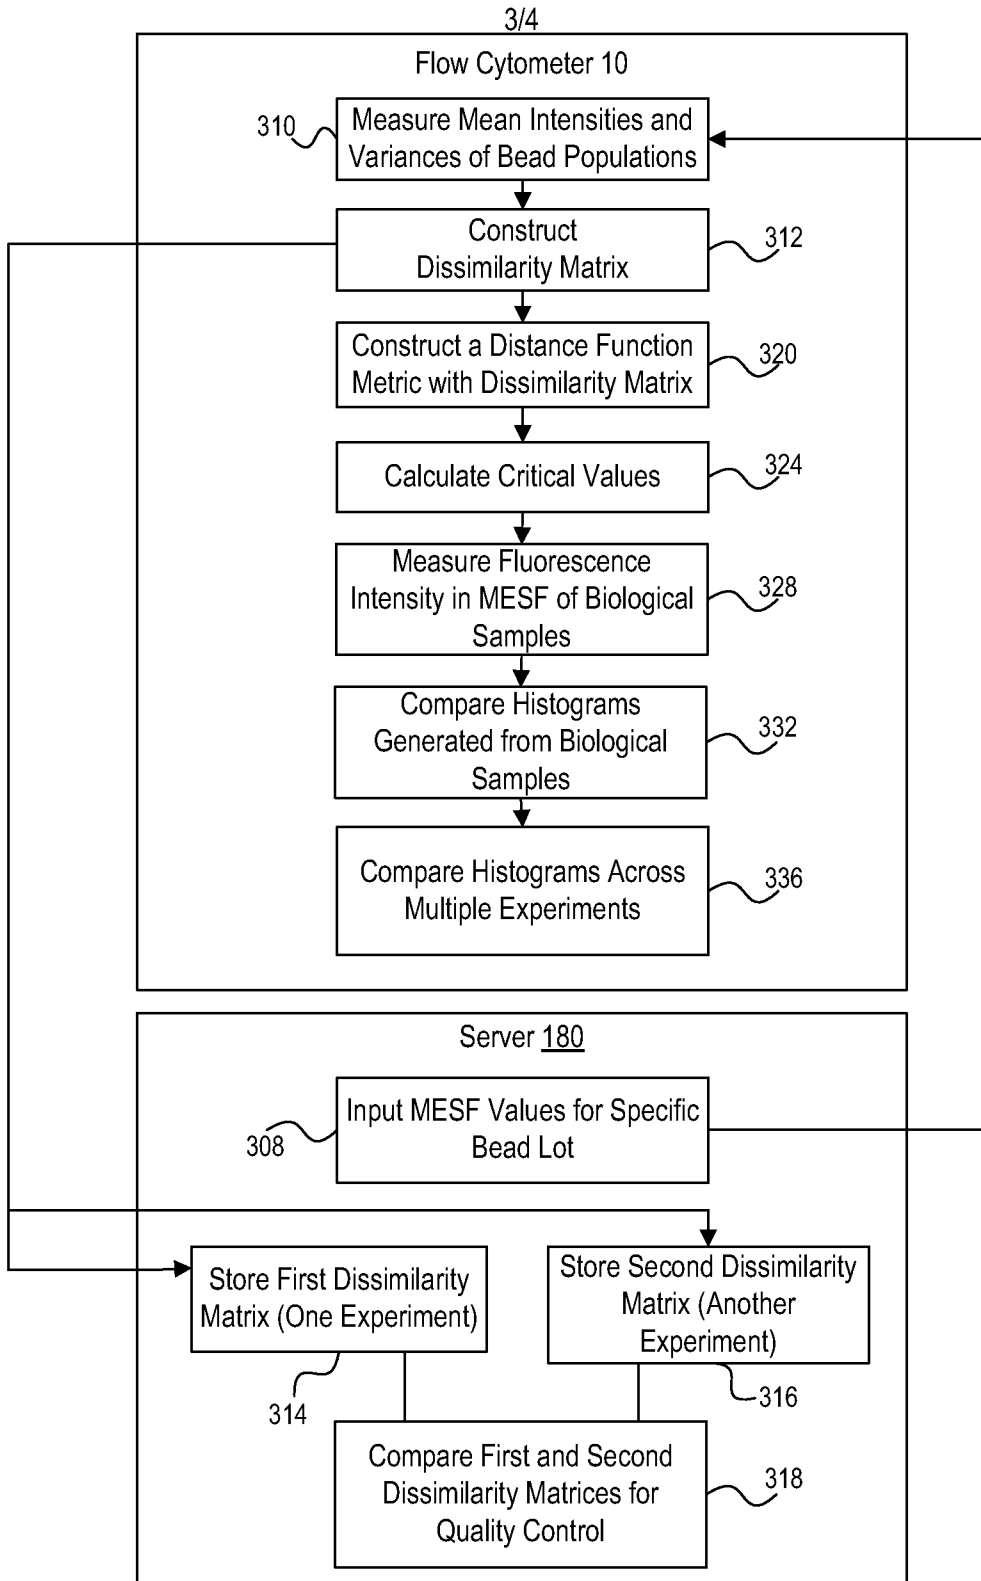 3/4
Flow Cytometer 10
310
Measure Mean Intensities and
Variances of Bead Populations
Construct
Dissimilarity Matrix
312
Construct a Distance Function
Metric with Dissimilarity Matrix
320
Calculate Critical Values
324
Measure Fluorescence
Intensity in MESF of Biological
Samples
328
Compare Histograms
Generated from Biological
Samples
332
Compare Histograms Across
Multiple Experiments
336
Server 180
Input MESF Values for Specific
Bead Lot
308
Store First Dissimilarity
Matrix (One Experiment)
314
Store Second Dissimilarity
Matrix (Another
Experiment)
316
Compare First and Second
Dissimilarity Matrices for
Quality Control
318